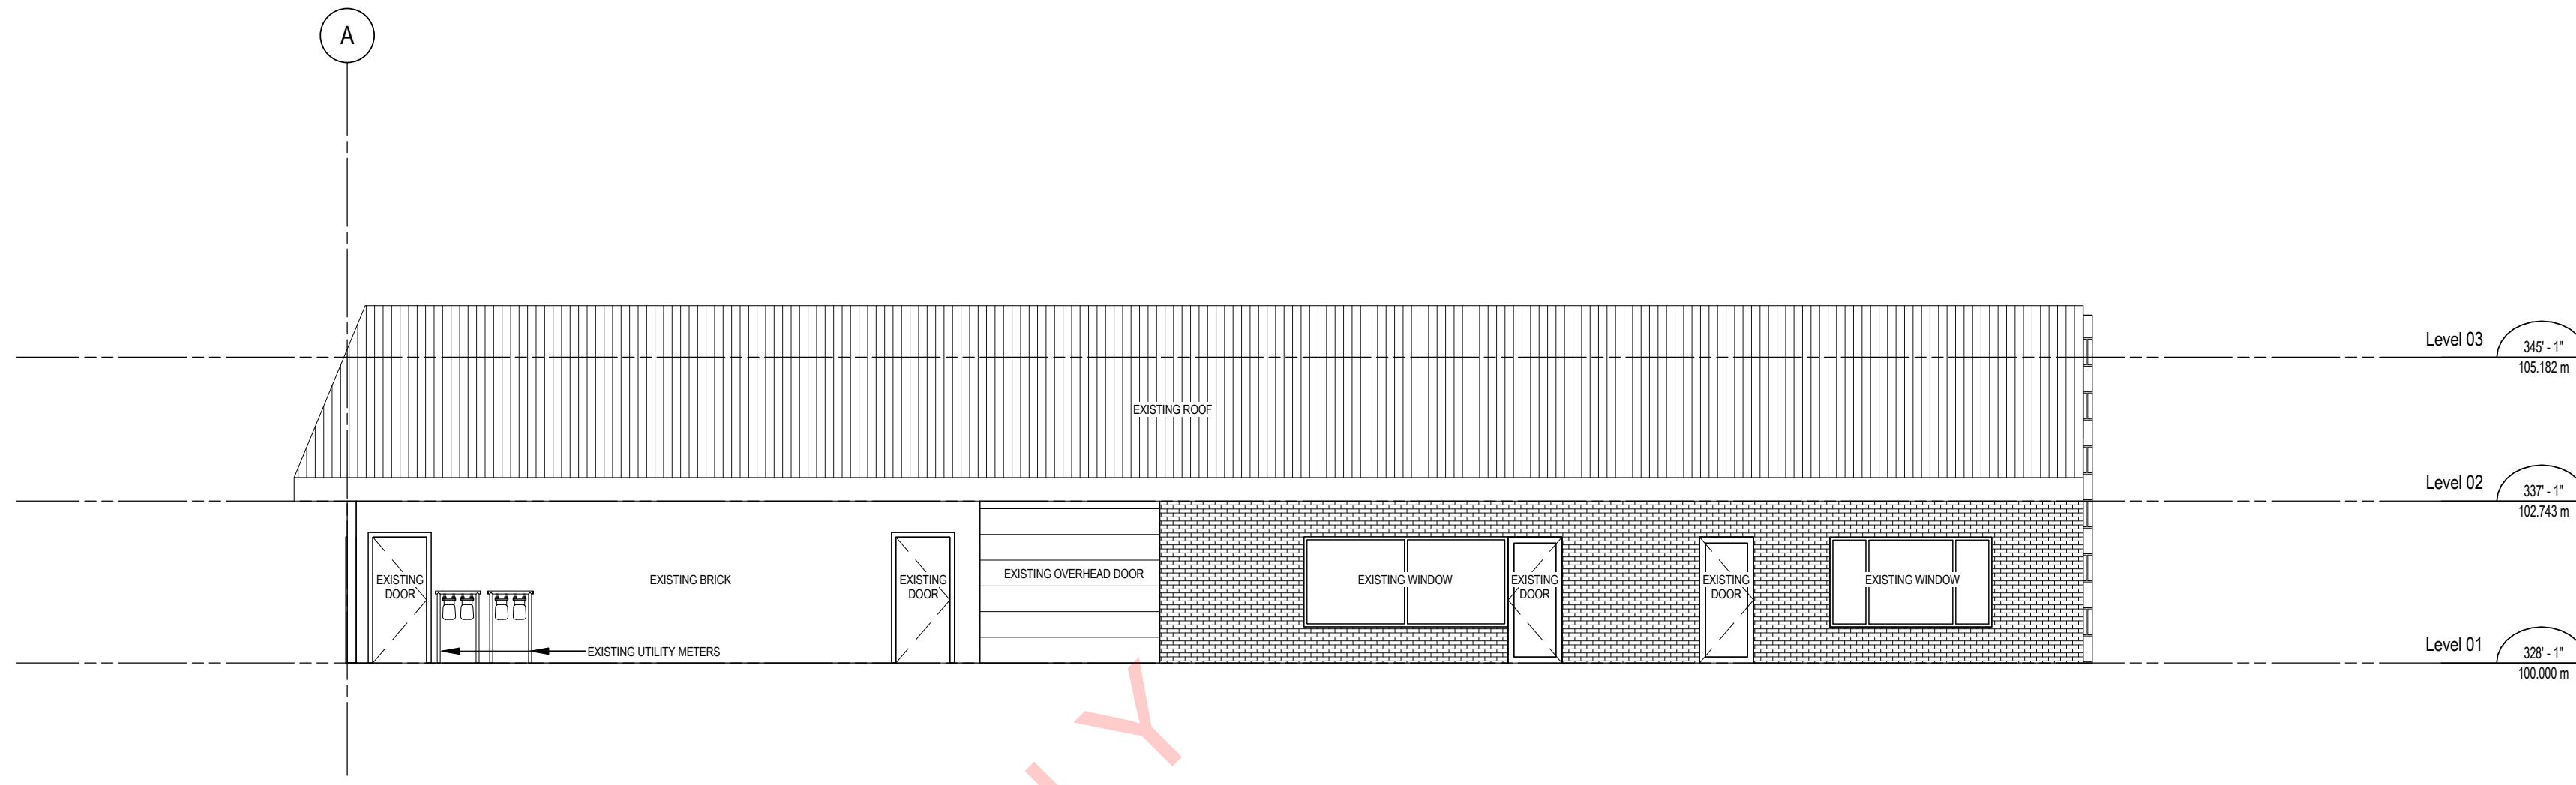 A
Level 03
345' - 1"
105.182 m
EXISTING ROOF
Level 02
337' - 1"
102.743 m
EXISTING
DOOR
EXISTING BRICK
EXISTING
DOOR
EXISTING OVERHEAD DOOR
EXISTING WINDOW
EXISTING
DOOR
EXISTING
DOOR
EXISTING WINDOW
EXISTING UTILITY METERS
Level 01
328' - 1"
100.000 m
Y